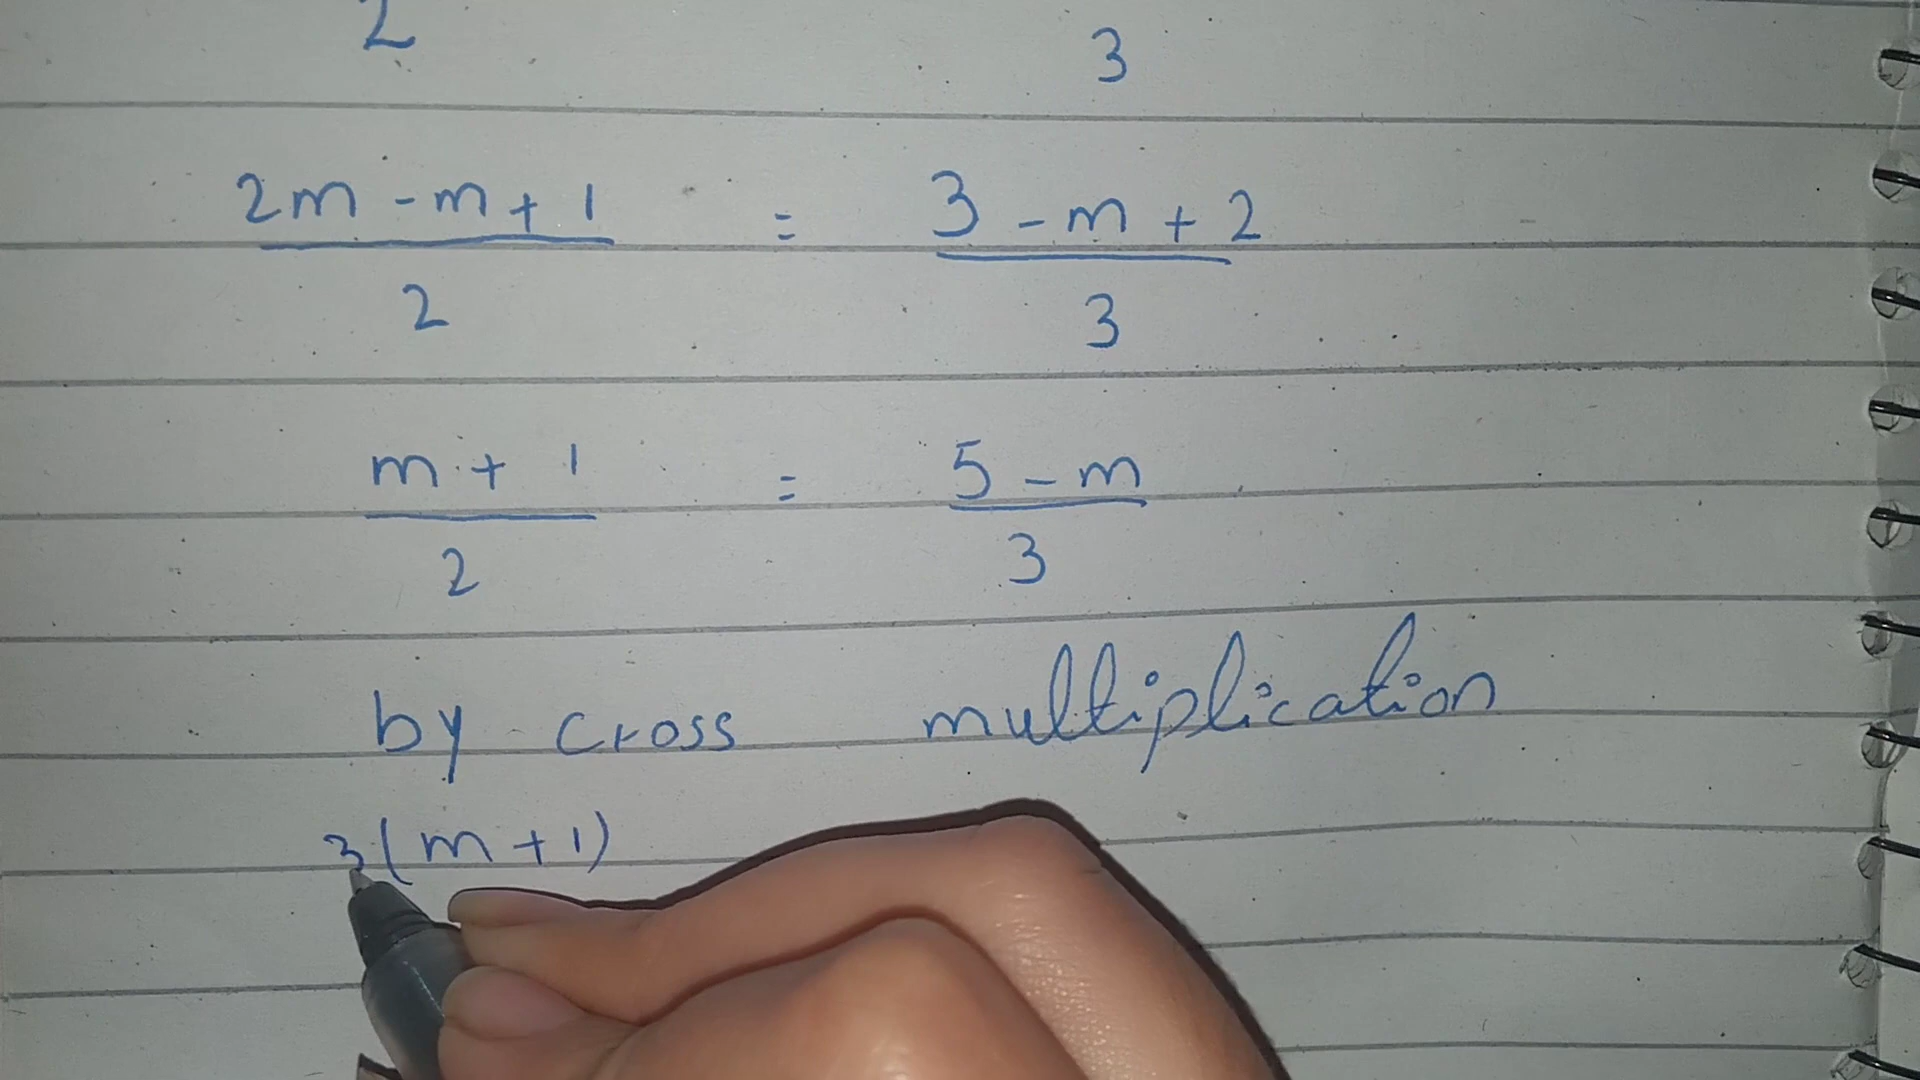 2 3
2m - m + 1 = 3 - m + 2
2 3
m + 1 = 5 - m
2 3
by cross multiplication
3(m + 1)